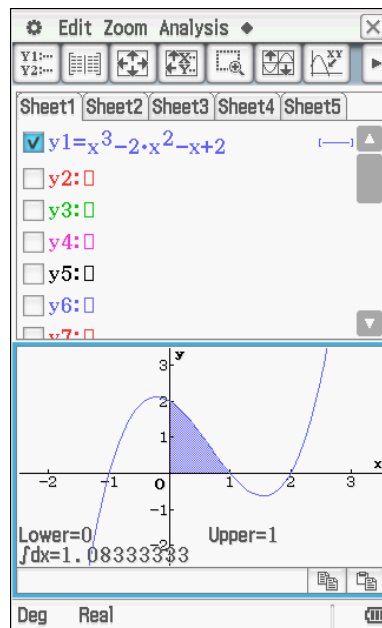 Edit Zoom Analysis ◆
Y1:··· Y2:···
XY
Sheet1 Sheet2 Sheet3 Sheet4 Sheet5
y1=x³−2·x²−x+2
y2:□
y3:□
y4:□
y5:□
y6:□
y7:□
y
3
2
1
x
−2 −1 0 1 2 3
−1
−2
Lower=0 Upper=1
∫dx=1.08333333
Deg Real